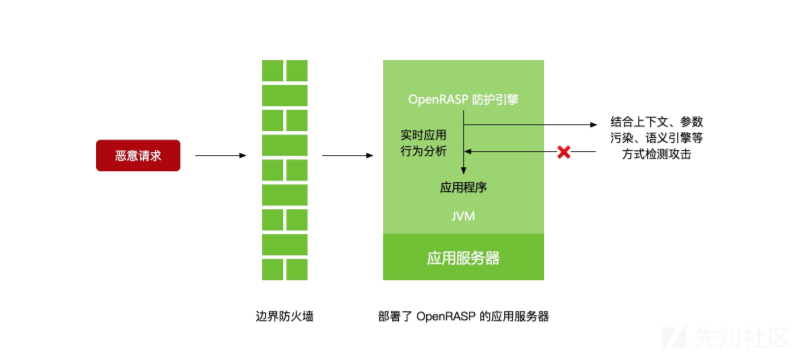 OpenRASP 防护引擎
恶意请求
实时应用
行为分析
结合上下文、参数
污染、语义引擎等
方式检测攻击
应用程序
JVM
应用服务器
边界防火墙
部署了 OpenRASP 的应用服务器
先知社区